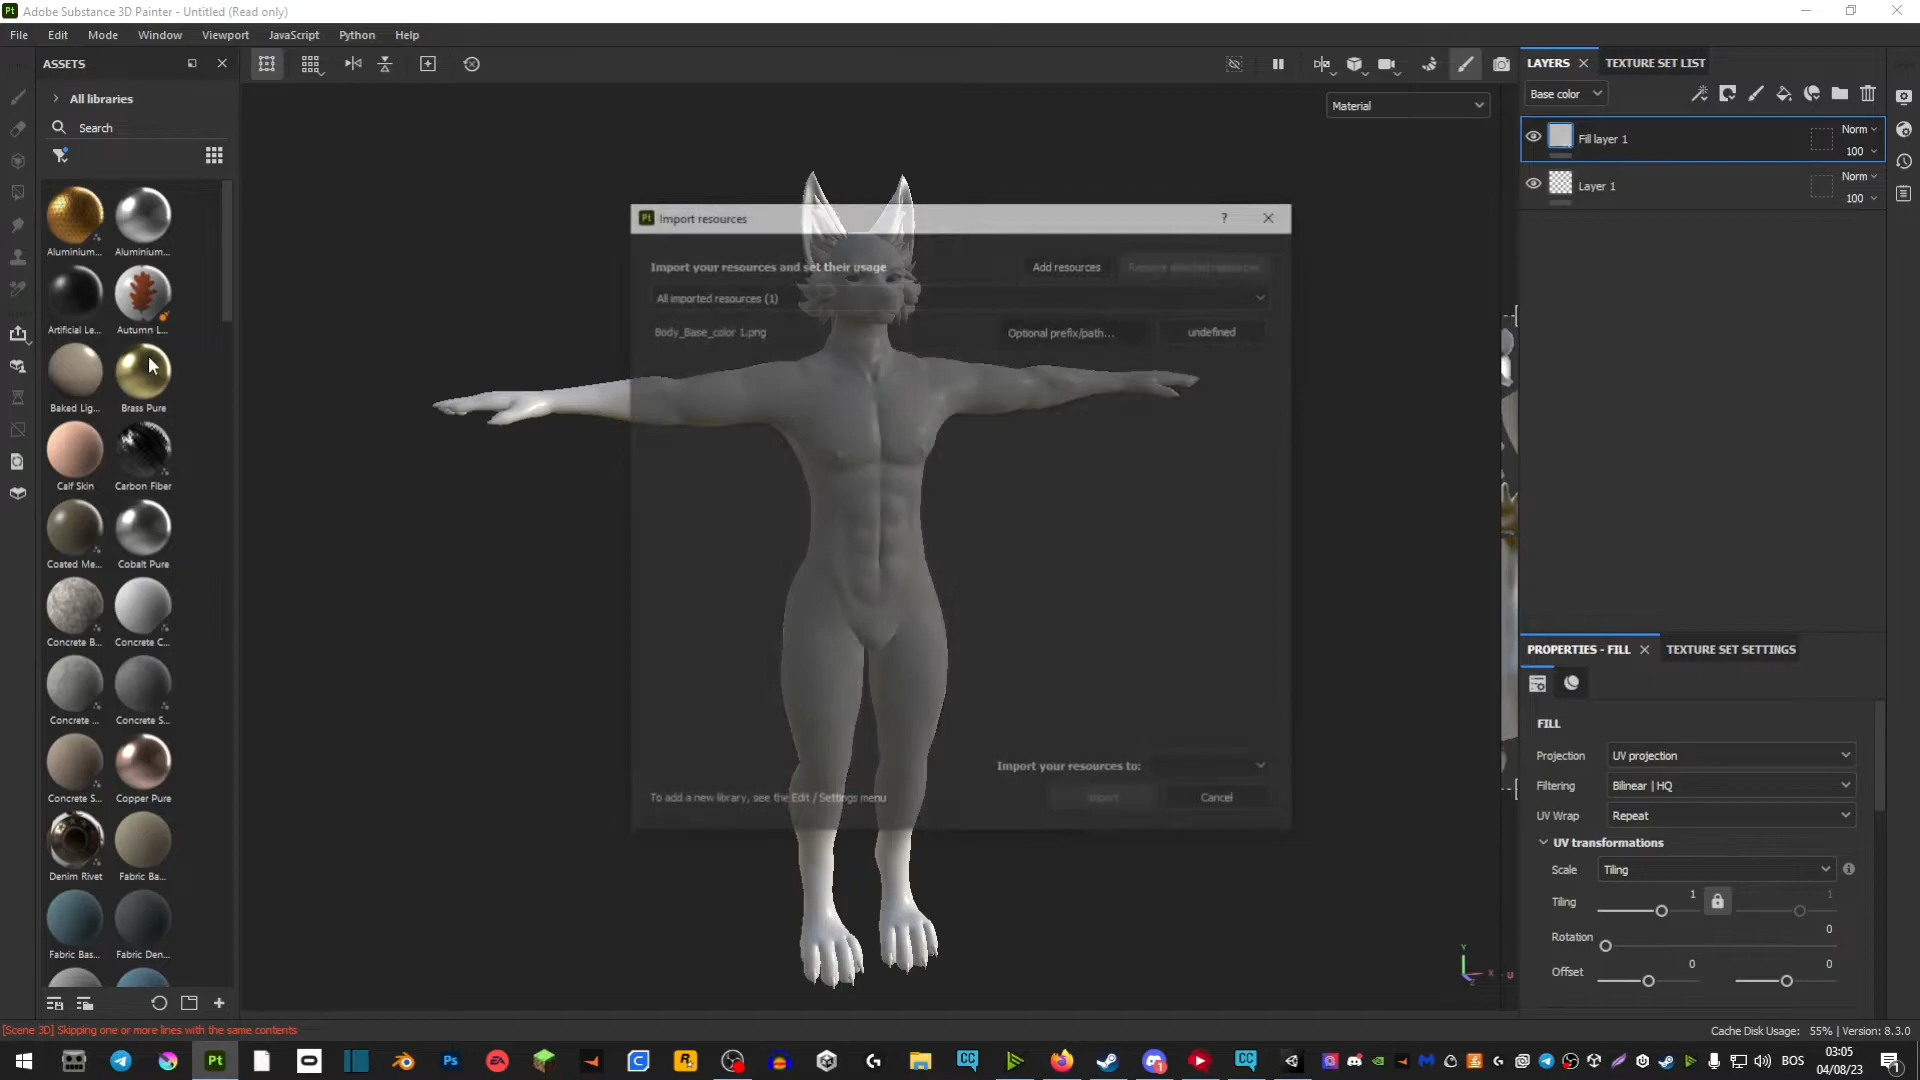 Adobe Substance 3D Painter - Untitled (Read only)
File Edit Mode Window Viewport JavaScript Python Help
ASSETS
All libraries
Search
Aluminium... Aluminium...
Artificial Le... Autumn L...
Baked Lig... Brass Pure
Calf Skin Carbon Fiber
Coated Me... Cobalt Pure
Concrete B... Concrete C...
Concrete ... Concrete S...
Concrete S... Copper Pure
Denim Rivet Fabric Ba...
Fabric Bas... Fabric Den...
Material
Import resources
Import your resources and set their usage
Add resources
Remove selected resources
All imported resources (1)
Body_Base_color 1.png
Optional prefix/path...
undefined
Import your resources to:
To add a new library, see the Edit / Settings menu
Import
Cancel
LAYERS TEXTURE SET LIST
Base color
Fill layer 1
Norm
100
Layer 1
Norm
100
PROPERTIES - FILL TEXTURE SET SETTINGS
FILL
Projection UV projection
Filtering Bilinear | HQ
UV Wrap Repeat
UV transformations
Scale Tiling
Tiling 1 1
Rotation 0
Offset 0 0
Y
X
Z
U
[Scene 3D] Skipping one or more lines with the same contents
Cache Disk Usage: 55% | Version: 8.3.0
BOS
03:05
04/08/23